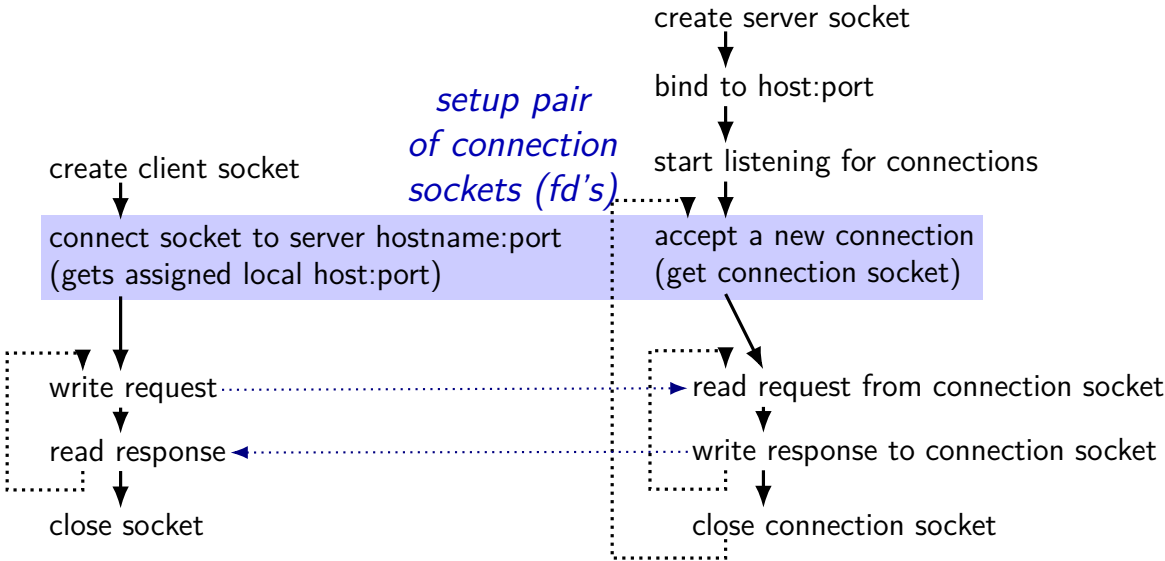 create server socket
bind to host:port
setup pair
of connection
sockets (fd's)
start listening for connections
create client socket
connect socket to server hostname:port
(gets assigned local host:port)
accept a new connection
(get connection socket)
write request
read request from connection socket
read response
write response to connection socket
close socket
close connection socket